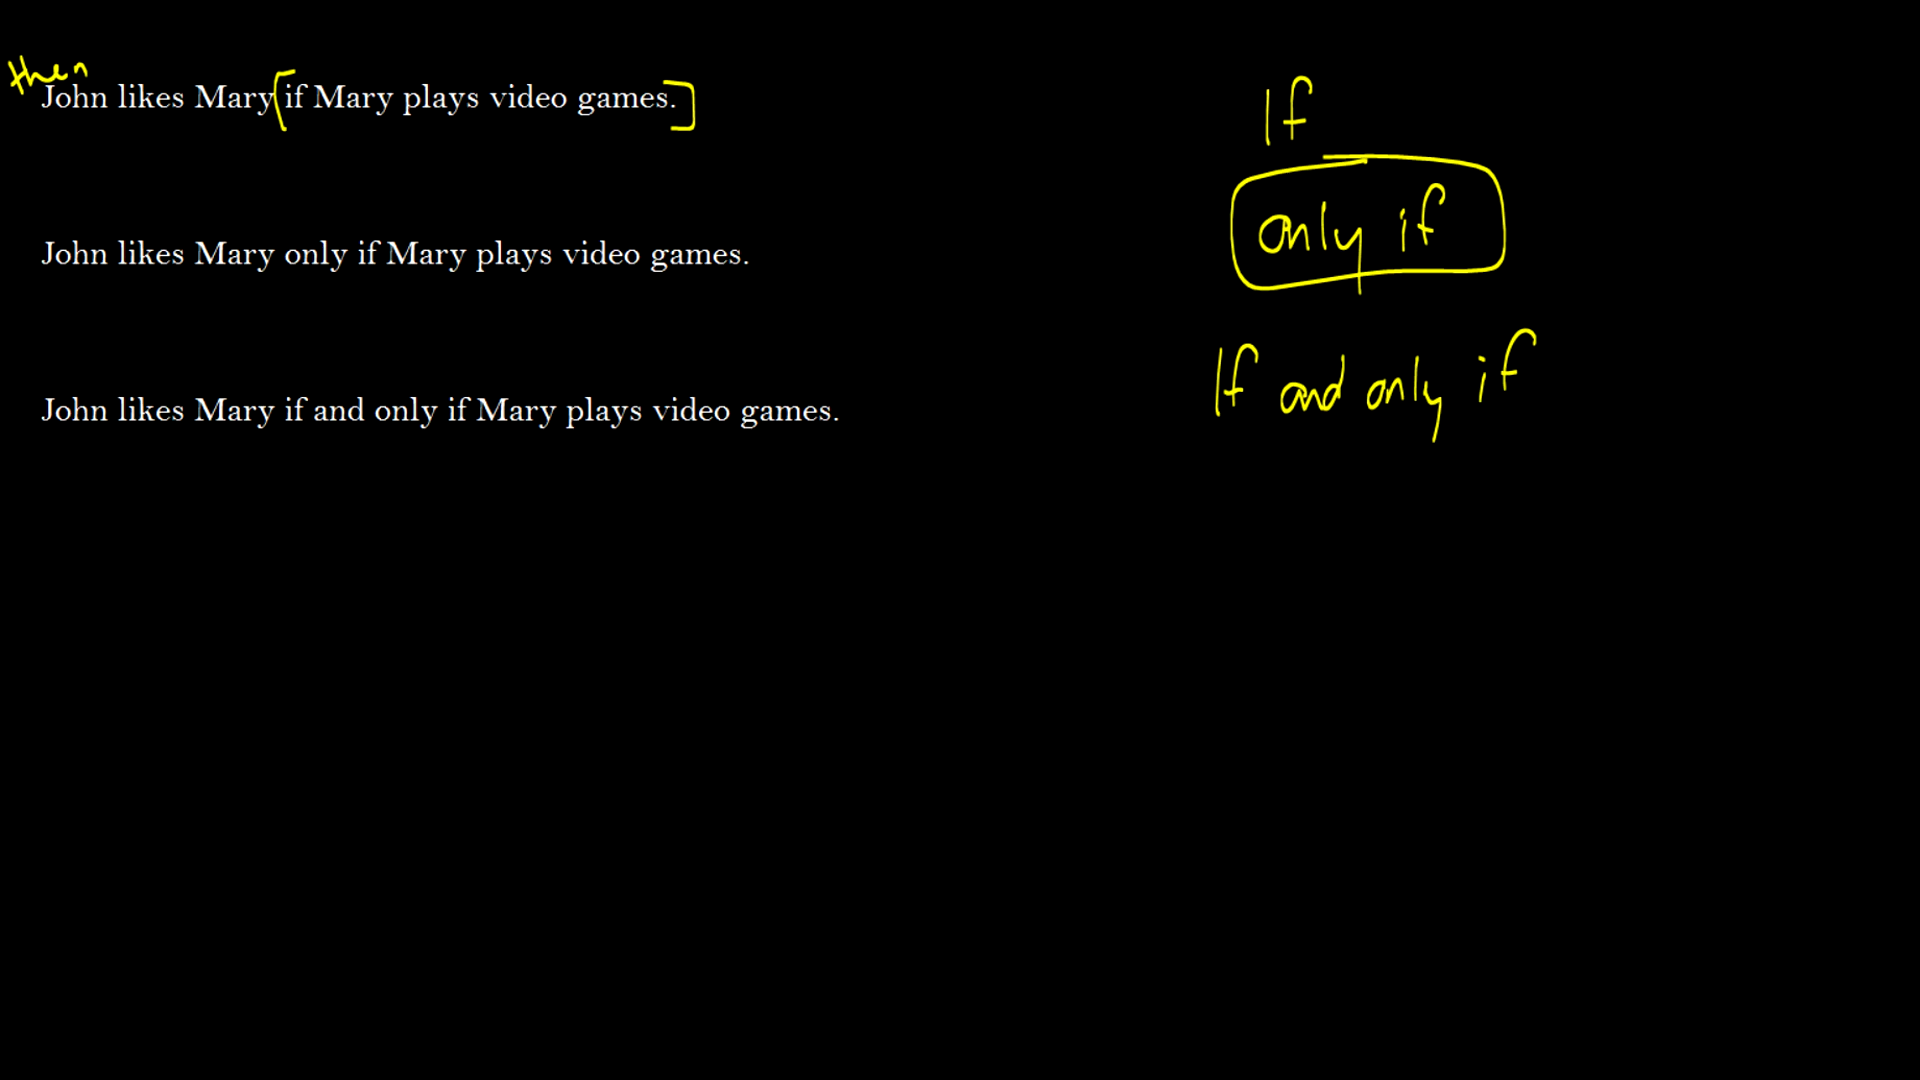 then
John likes Mary [if Mary plays video games.]
John likes Mary only if Mary plays video games.
John likes Mary if and only if Mary plays video games.
If
only if
If and only if